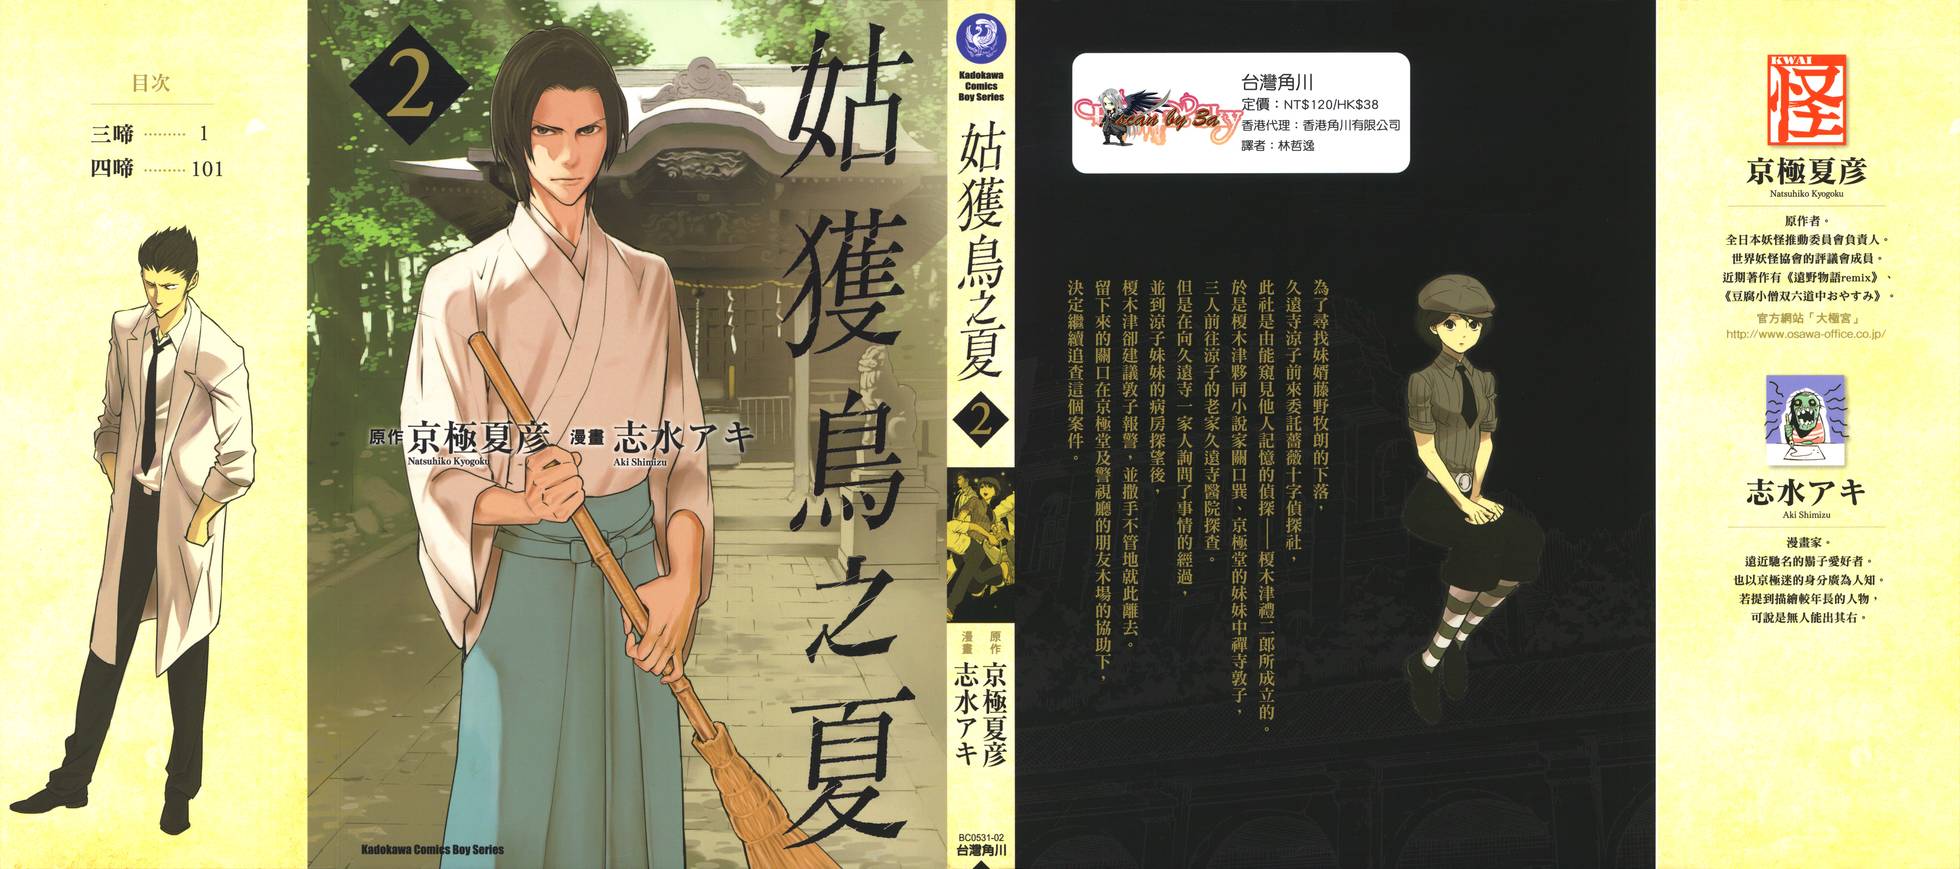 目次
三啼 ········· 1
四啼 ········· 101
2
姑獲鳥之夏
原作 京極夏彦 漫畫 志水アキ
Natsuhiko Kyogoku Aki Shimizu
Kadokawa Comics Boy Series
Kadokawa
Comics
Boy Series
姑獲鳥之夏
2
原作 京極夏彦
漫畫 志水アキ
BC0531-02
台灣角川
台灣角川
定價：NT$120/HK$38
香港代理：香港角川有限公司
譯者：林哲逸
scan by 3a
為了尋找妹婿藤野牧朗的下落，
久遠寺涼子前來委託薔薇十字偵探社，
此社是由能窺見他人記憶的偵探——榎木津禮二郎所成立的。
於是榎木津夥同小說家關口巽、京極堂的妹妹中禪寺敦子，
三人前往涼子的老家久遠寺醫院探查。
但是在向久遠寺一家人詢問了事情的經過，
並到涼子妹妹的病房探望後，
榎木津卻建議敦子報警，並撒手不管地就此離去。
留下來的關口在京極堂及警視廳的朋友木場的協助下，
決定繼續追查這個案件。
KWAI
怪
京極夏彦
Natsuhiko Kyogoku
原作者。
全日本妖怪推動委員會負責人。
世界妖怪協會的評議會成員。
近期著作有《遠野物語remix》、
《豆腐小僧双六道中おやすみ》。
官方網站「大極宮」
http://www.osawa-office.co.jp/
志水アキ
Aki Shimizu
漫畫家。
遠近馳名的鬍子愛好者。
也以京極迷的身分廣為人知。
若提到描繪較年長的人物，
可說是無人能出其右。